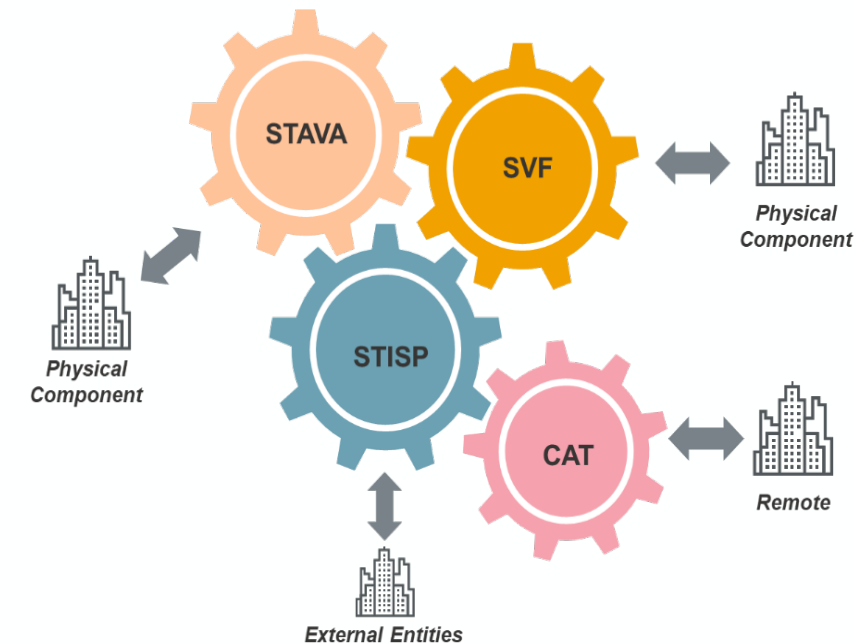 STAVA
SVF
Physical
Component
Physical
Component
STISP
CAT
Remote
External Entities